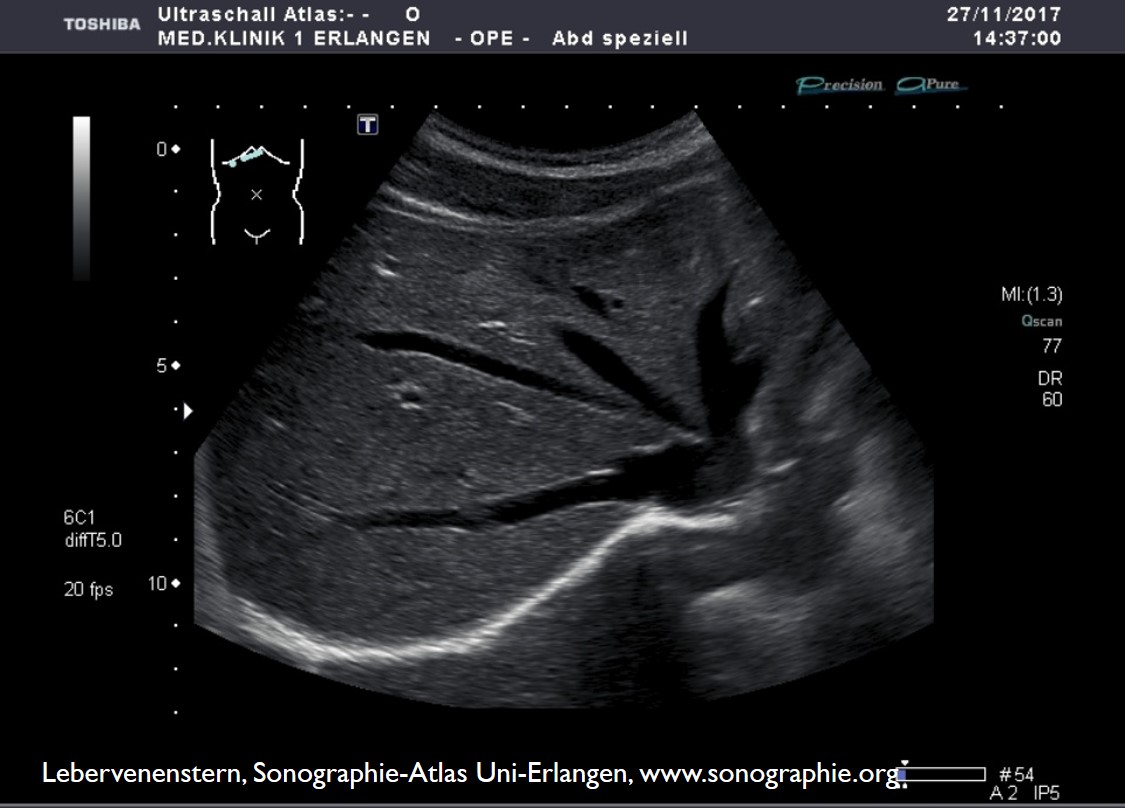 TOSHIBA
Ultraschall Atlas:- - O
27/11/2017
MED.KLINIK 1 ERLANGEN - OPE - Abd speziell
14:37:00
Precision APure
T
0
5
10
MI:(1.3)
Qscan
77
DR
60
6C1
diffT5.0
20 fps
Lebervenenstern, Sonographie-Atlas Uni-Erlangen, www.sonographie.org
#54
A 2 IP5